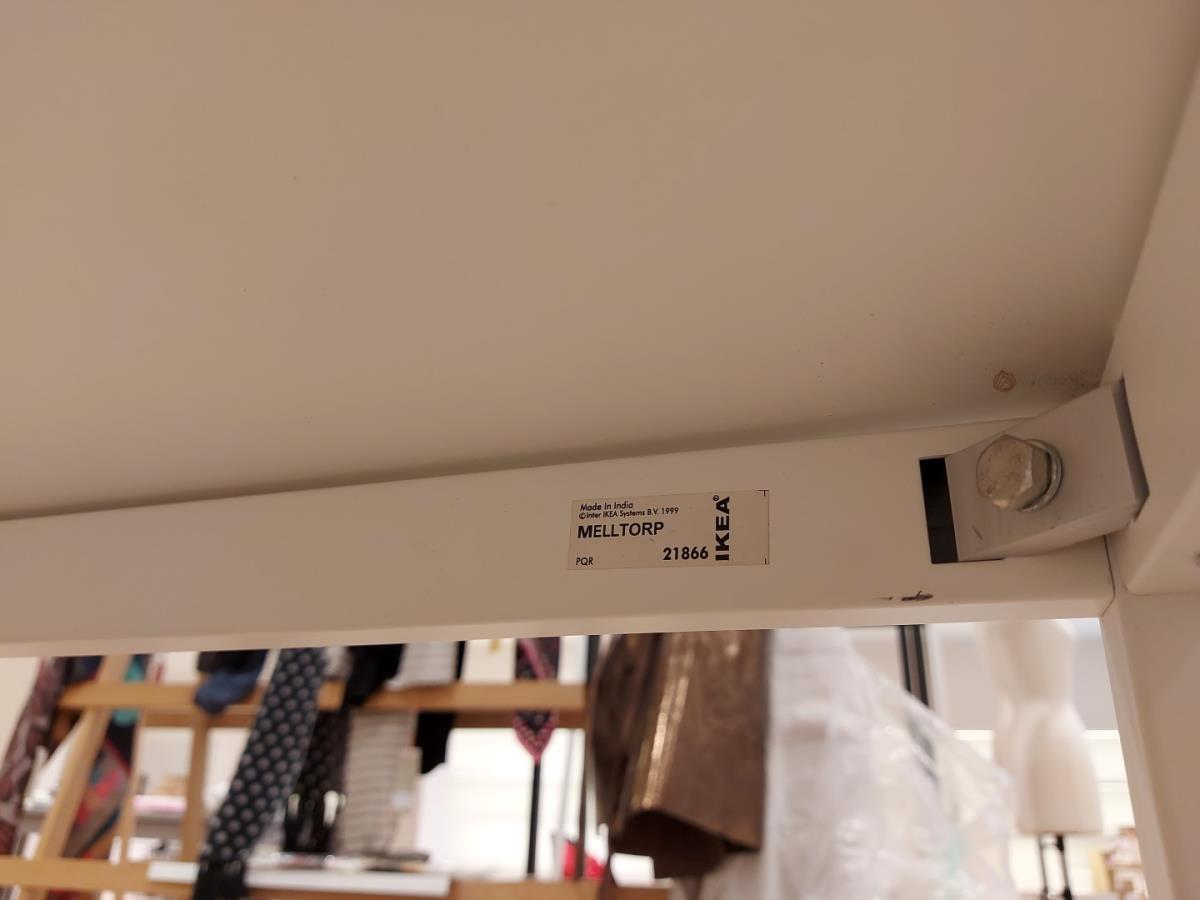 Made In India
©Inter IKEA Systems B.V. 1999
MELLTORP
PQR
21866
IKEA®